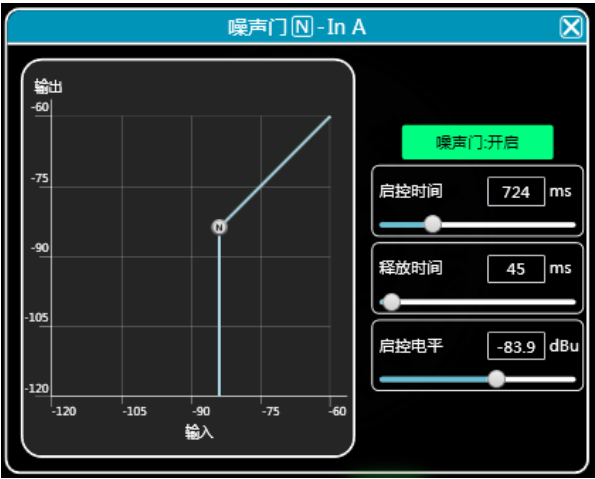 噪声门 N - In A
输出
-60
-75
-90
-105
-120
-120 -105 -90 -75 -60
输入
N
噪声门:开启
启控时间 724 ms
释放时间 45 ms
启控电平 -83.9 dBu